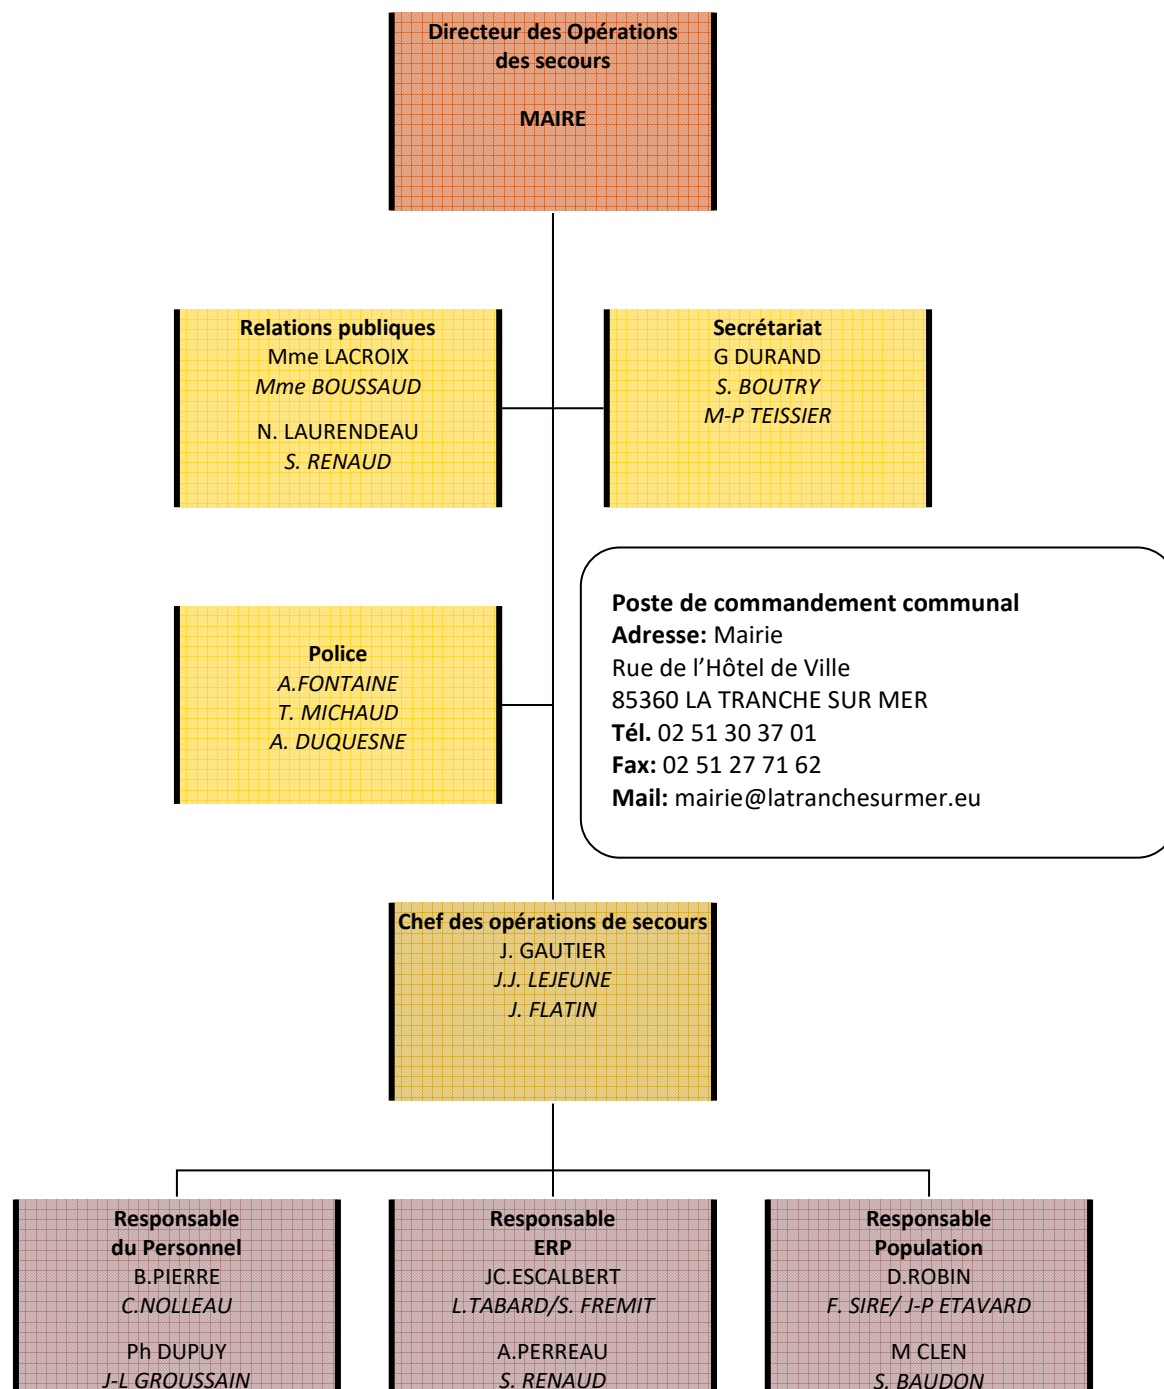 Directeur des Opérations
des secours
MAIRE
Relations publiques
Mme LACROIX
Mme BOUSSAUD
N. LAURENDEAU
S. RENAUD
Secrétariat
G DURAND
S. BOUTRY
M-P TEISSIER
Police
A.FONTAINE
T. MICHAUD
A. DUQUESNE
Poste de commandement communal
Adresse: Mairie
Rue de l’Hôtel de Ville
85360 LA TRANCHE SUR MER
Tél. 02 51 30 37 01
Fax: 02 51 27 71 62
Mail: mairie@latranchesurmer.eu
Chef des opérations de secours
J. GAUTIER
J.J. LEJEUNE
J. FLATIN
Responsable
du Personnel
B.PIERRE
C.NOLLEAU
Ph DUPUY
J-L GROUSSAIN
Responsable
ERP
JC.ESCALBERT
L.TABARD/S. FREMIT
A.PERREAU
S. RENAUD
Responsable
Population
D.ROBIN
F. SIRE/ J-P ETAVARD
M CLEN
S. BAUDON